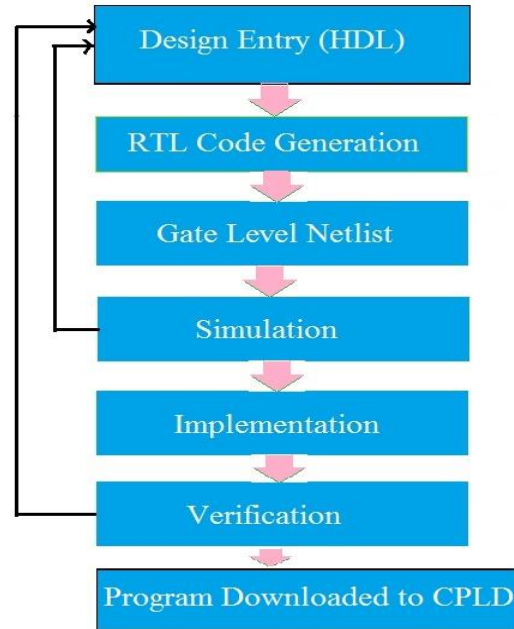 Design Entry (HDL)
RTL Code Generation
Gate Level Netlist
Simulation
Implementation
Verification
Program Downloaded to CPLD